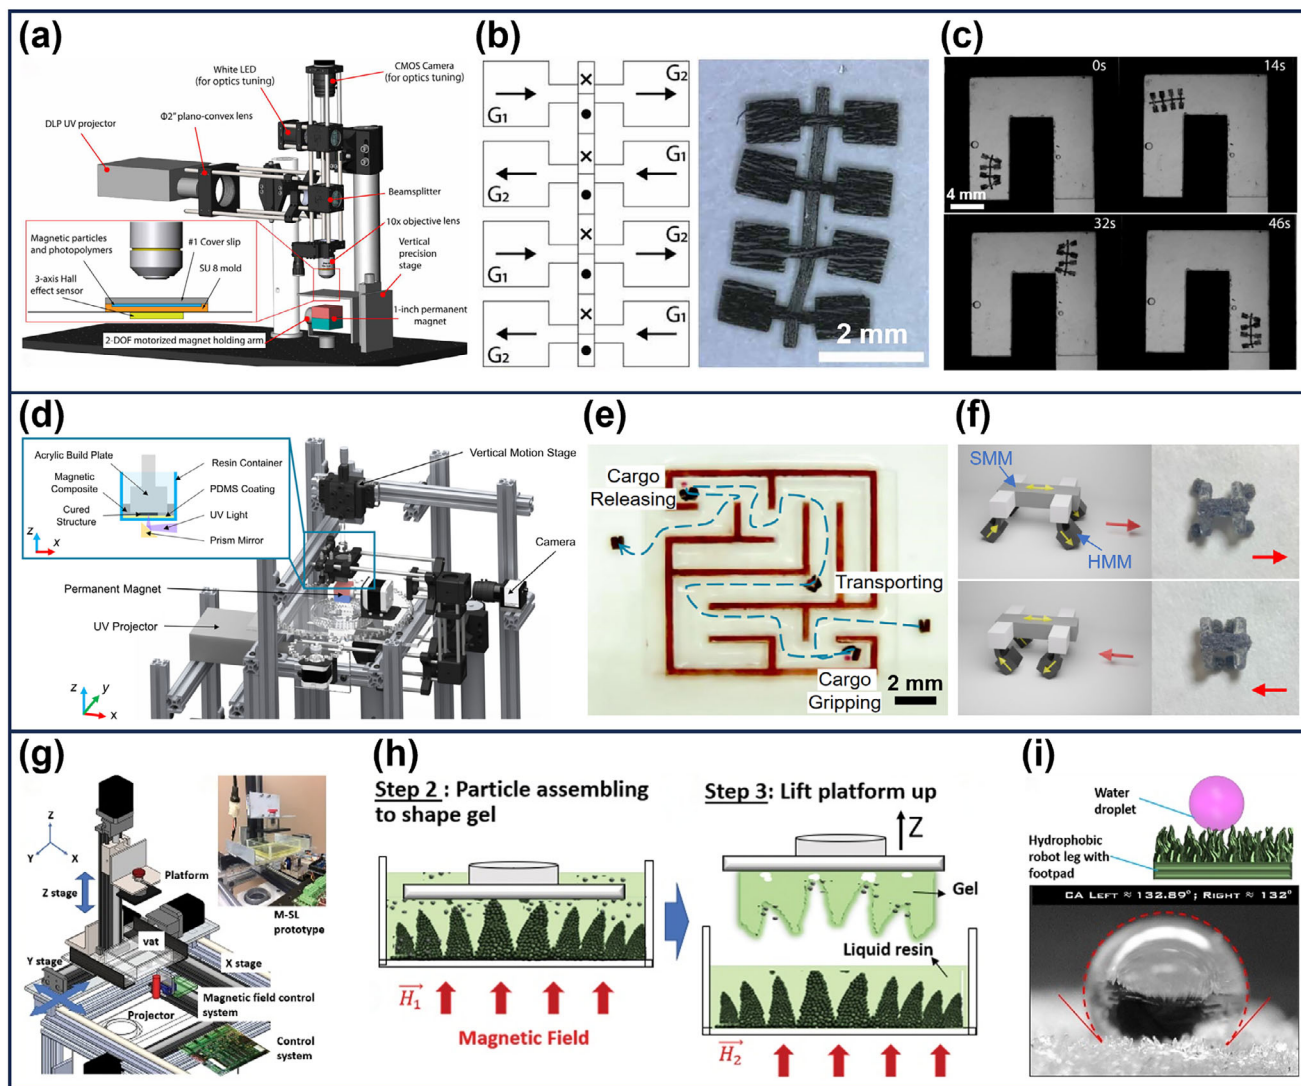 (a)
White LED
(for optics tuning)
CMOS Camera
(for optics tuning)
Φ2" plano-convex lens
DLP UV projector
Beamsplitter
10x objective lens
Vertical
precision
stage
1-inch permanent
magnet
2-DOF motorized magnet holding arm
Magnetic particles
and photopolymers
#1 Cover slip
SU 8 mold
3-axis Hall
effect sensor
(b)
G1
G2
G2
G1
G1
G2
G2
G1
2 mm
(c)
0s
14s
4 mm
32s
46s
(d)
Acrylic Build Plate
Magnetic
Composite
Cured
Structure
Resin Container
PDMS Coating
UV Light
Prism Mirror
z
x
Vertical Motion Stage
Camera
Permanent Magnet
UV Projector
z
y
x
(e)
Cargo
Releasing
Transporting
Cargo
Gripping
2 mm
(f)
SMM
HMM
(g)
Z
Y
X
Z stage
Platform
M-SL
prototype
vat
Y stage
X stage
Magnetic field control
system
Projector
Control
system
(h)
Step 2 : Particle assembling
to shape gel
H1
Magnetic Field
Step 3: Lift platform up
Z
Gel
Liquid resin
H2
(i)
Water
droplet
Hydrophobic
robot leg with
footpad
CA LEFT ≈ 132.89°; RIGHT ≈ 132°